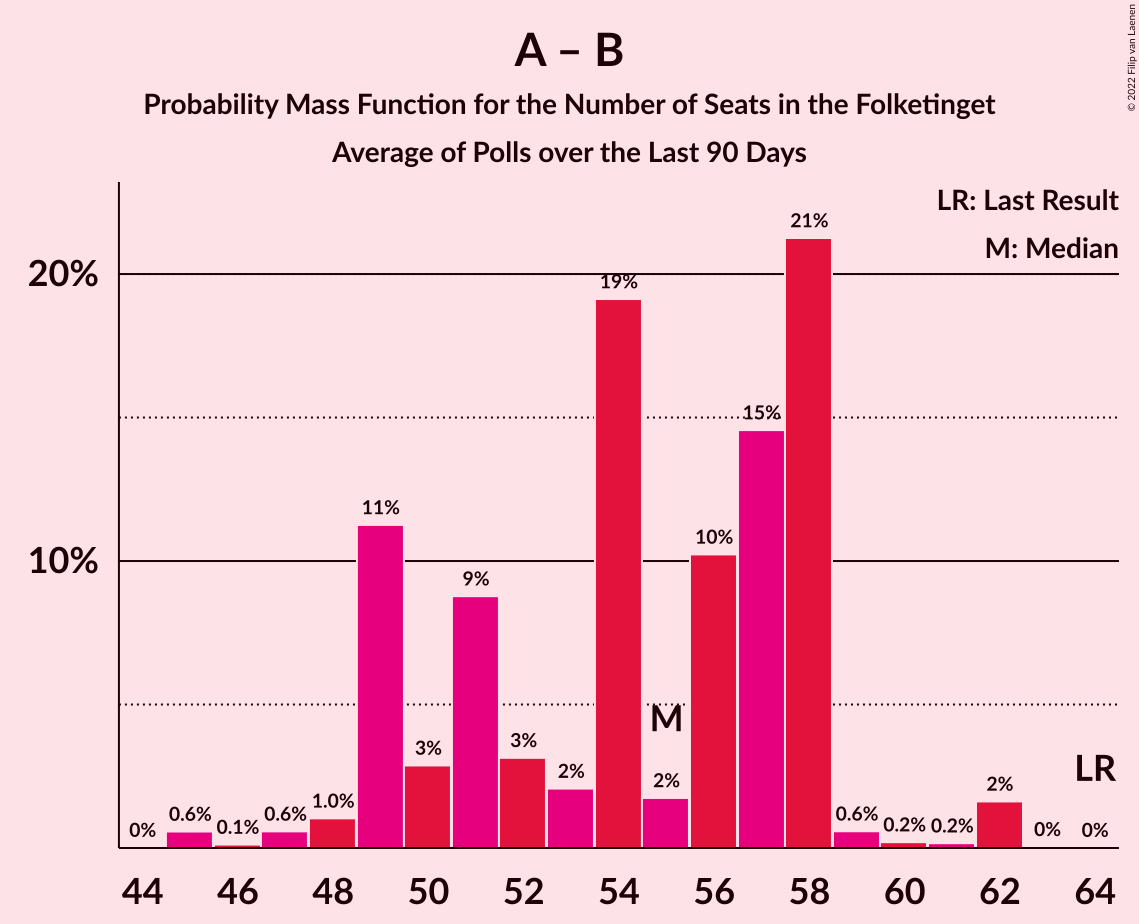 A – B
Probability Mass Function for the Number of Seats in the Folketinget
Average of Polls over the Last 90 Days
© 2022 Filip van Laenen
LR: Last Result
M: Median
20%
10%
0%
0.6%
0.1%
0.6%
1.0%
11%
3%
9%
3%
2%
19%
2%
10%
15%
21%
0.6%
0.2%
0.2%
2%
0%
0%
M
LR
44 46 48 50 52 54 56 58 60 62 64